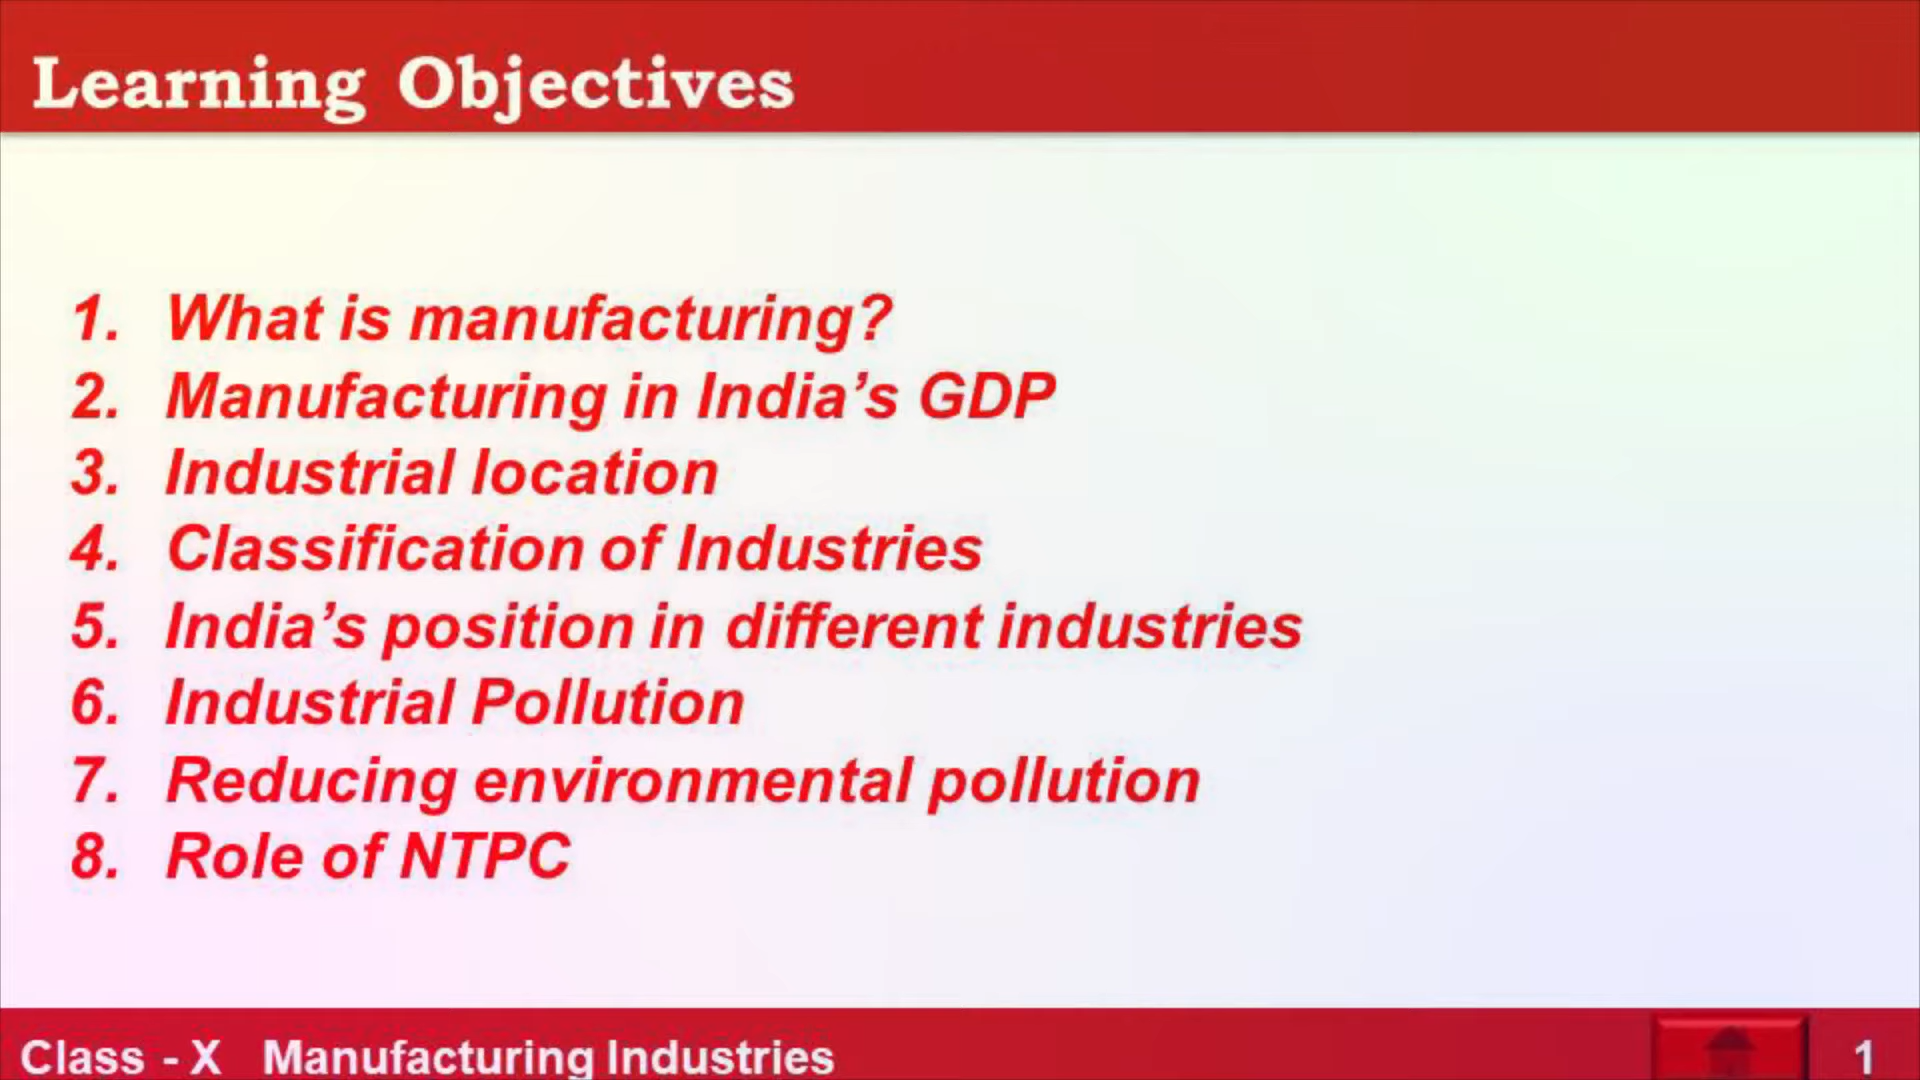 Learning Objectives
1. What is manufacturing?
2. Manufacturing in India’s GDP
3. Industrial location
4. Classification of Industries
5. India’s position in different industries
6. Industrial Pollution
7. Reducing environmental pollution
8. Role of NTPC
Class - X Manufacturing Industries 1